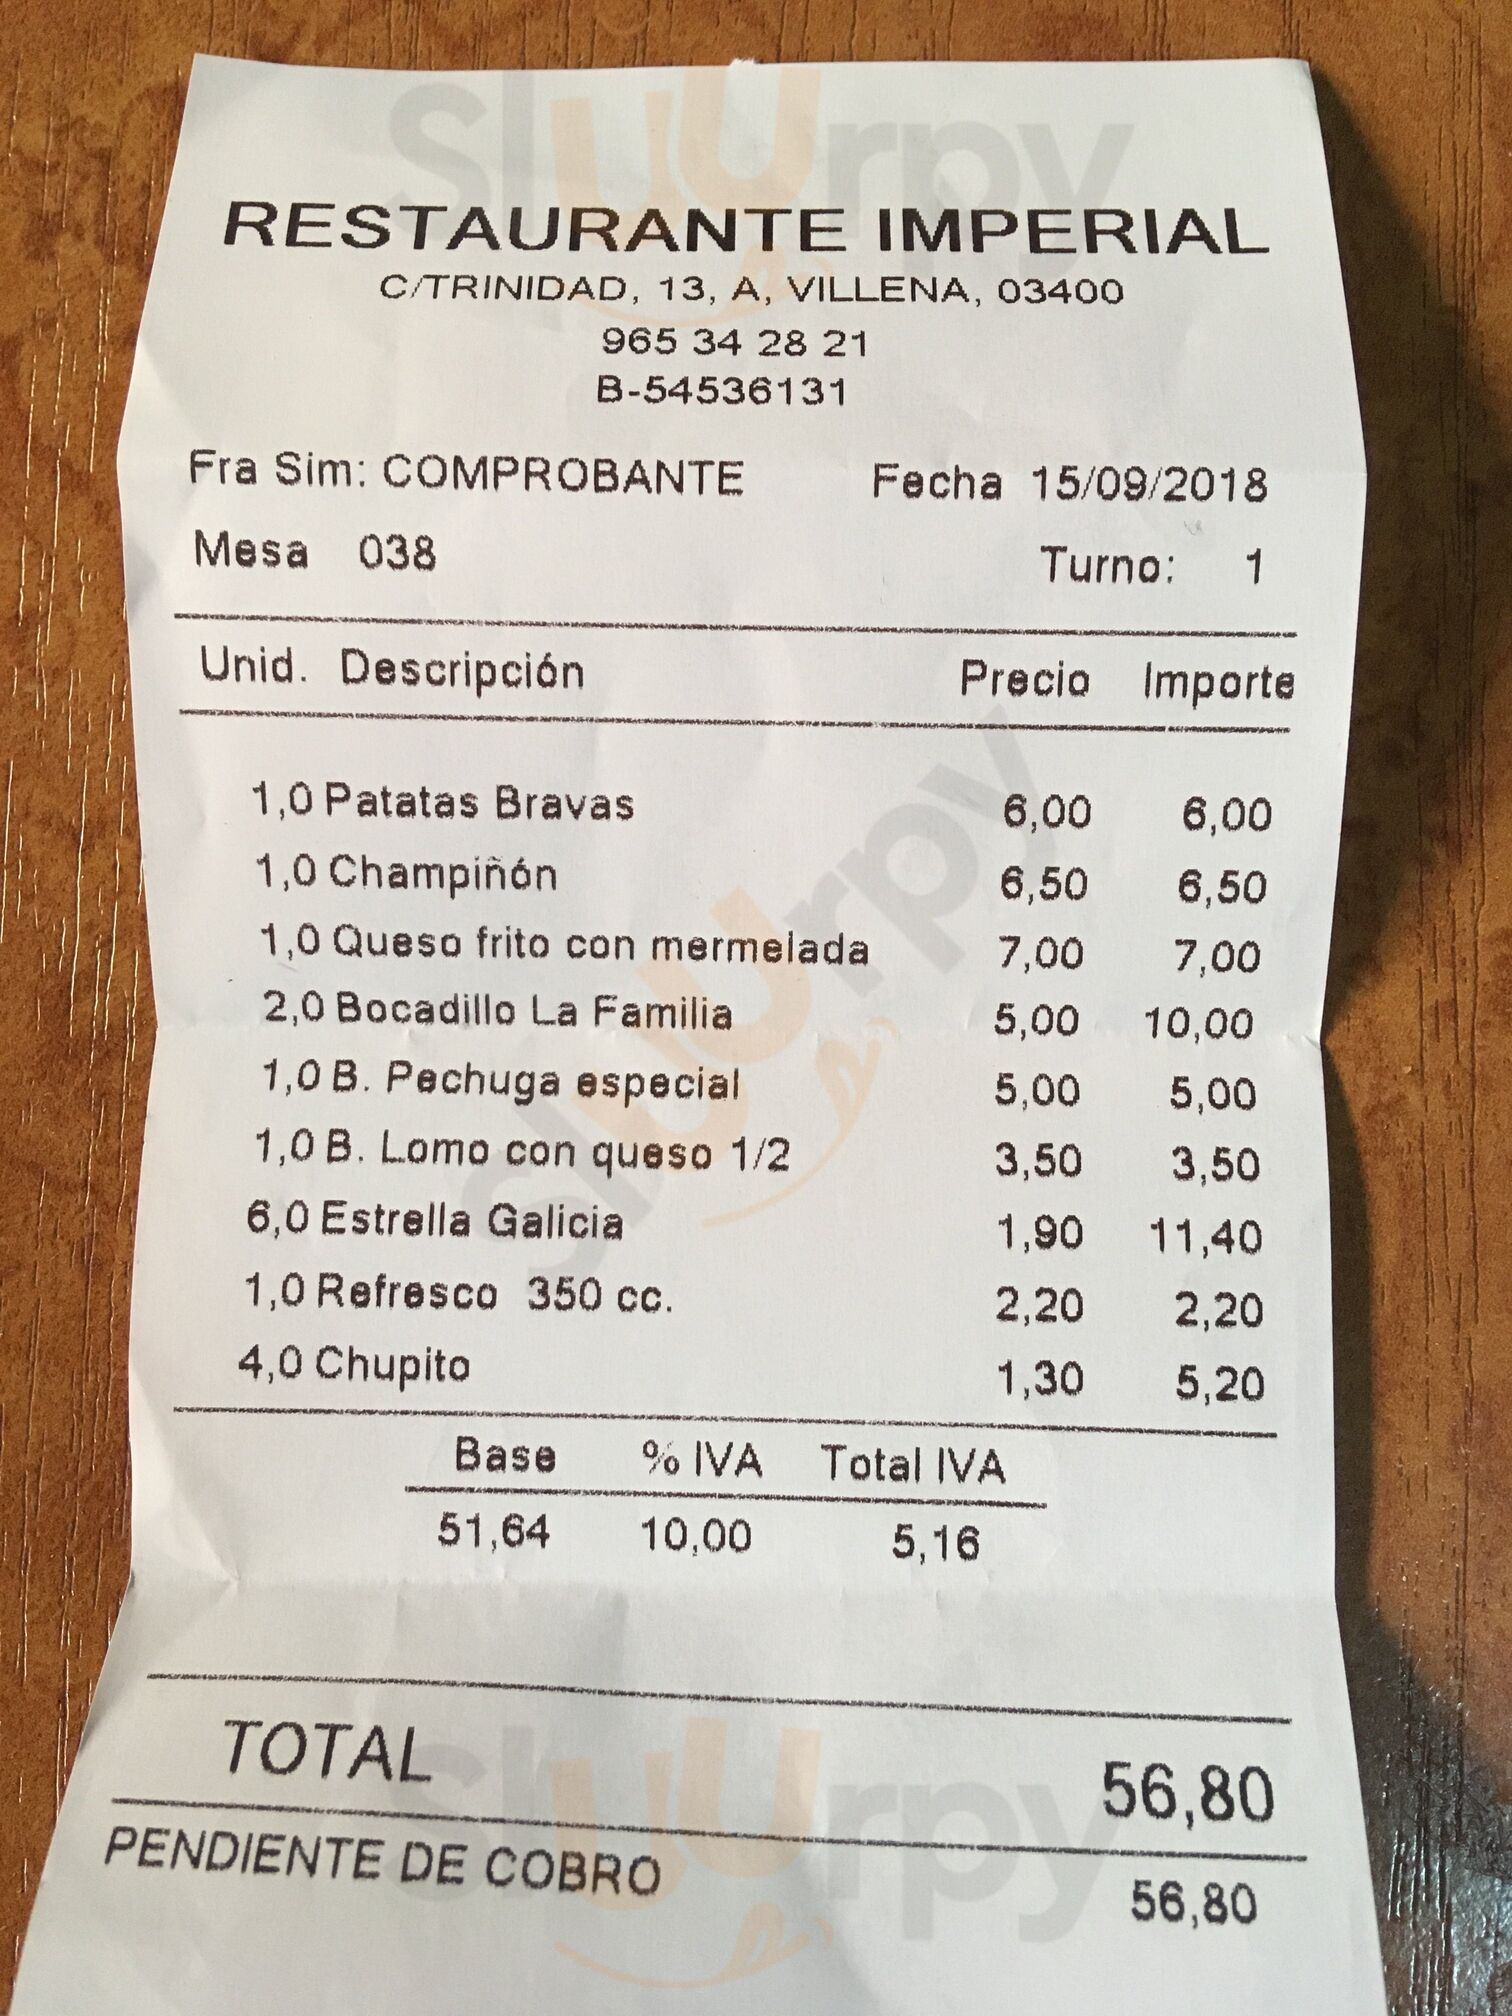 RESTAURANTE IMPERIAL
C/TRINIDAD, 13, A, VILLENA, 03400
965 34 28 21
B-54536131
Fra Sim: COMPROBANTE Fecha 15/09/2018
Mesa 038 Turno: 1
Unid. Descripción Precio Importe
1,0 Patatas Bravas 6,00 6,00
1,0 Champiñón 6,50 6,50
1,0 Queso frito con mermelada 7,00 7,00
2,0 Bocadillo La Familia 5,00 10,00
1,0 B. Pechuga especial 5,00 5,00
1,0 B. Lomo con queso 1/2 3,50 3,50
6,0 Estrella Galicia 1,90 11,40
1,0 Refresco 350 cc. 2,20 2,20
4,0 Chupito 1,30 5,20
Base % IVA Total IVA
51,64 10,00 5,16
TOTAL 56,80
PENDIENTE DE COBRO 56,80
sluurpy
sluurpy
sluurpy